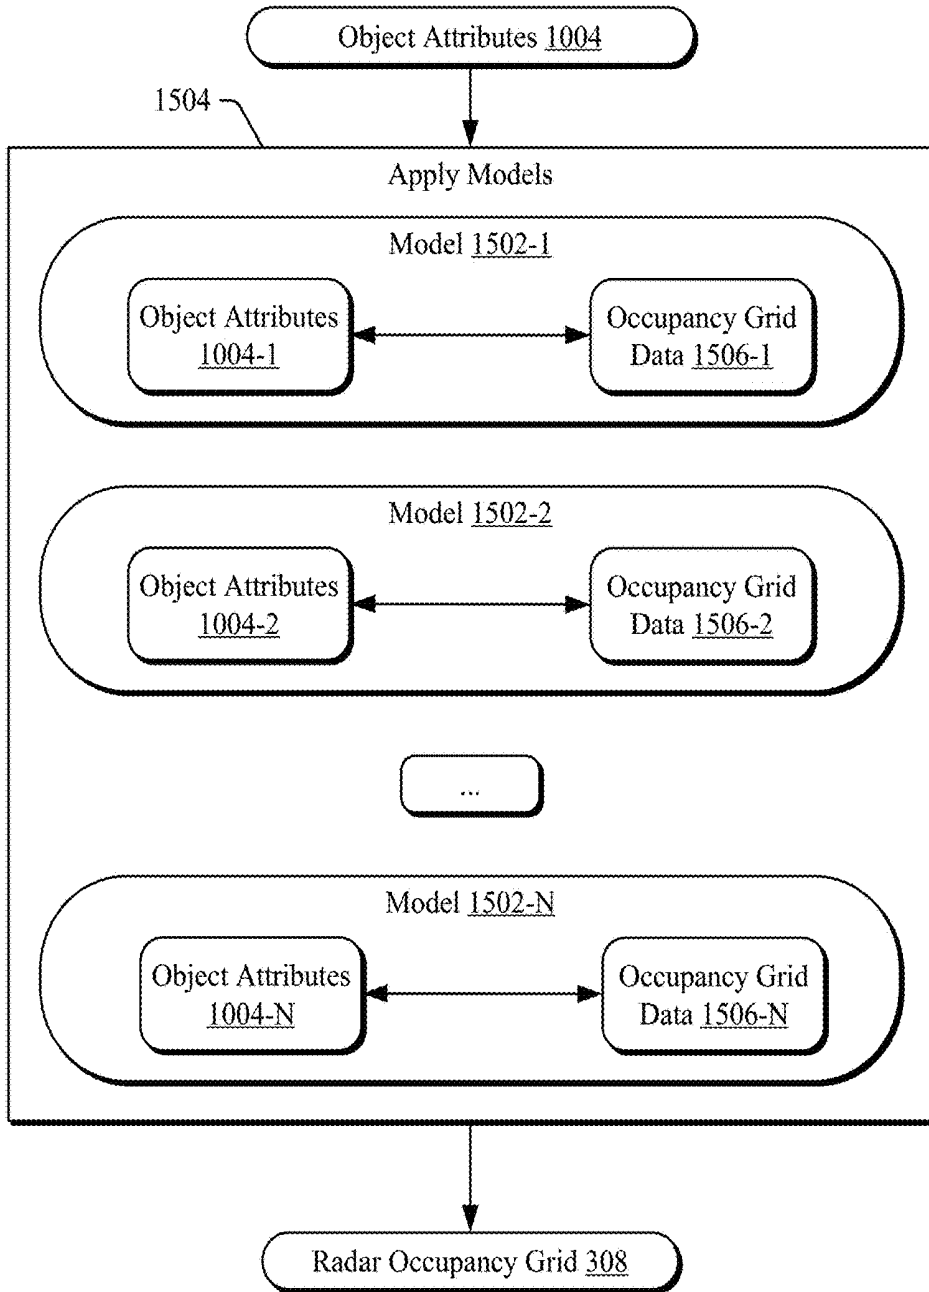 Object Attributes 1004
1504
Apply Models
Model 1502-1
Object Attributes
1004-1
Occupancy Grid
Data 1506-1
Model 1502-2
Object Attributes
1004-2
Occupancy Grid
Data 1506-2
...
Model 1502-N
Object Attributes
1004-N
Occupancy Grid
Data 1506-N
Radar Occupancy Grid 308